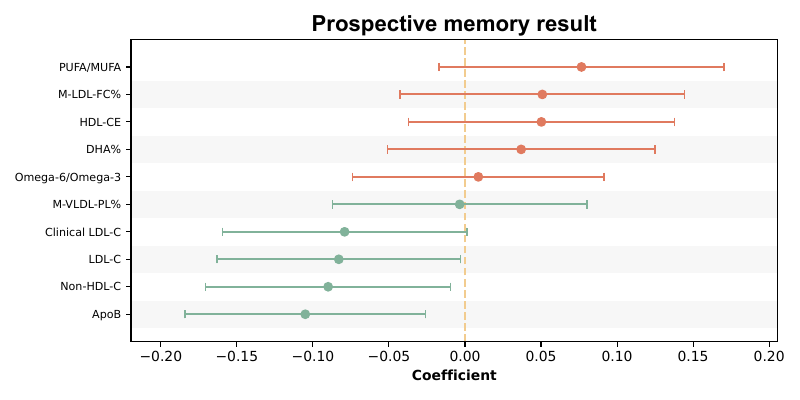 Prospective memory result
PUFA/MUFA
M-LDL-FC%
HDL-CE
DHA%
Omega-6/Omega-3
M-VLDL-PL%
Clinical LDL-C
LDL-C
Non-HDL-C
ApoB
−0.20 −0.15 −0.10 −0.05 0.00 0.05 0.10 0.15 0.20
Coefficient